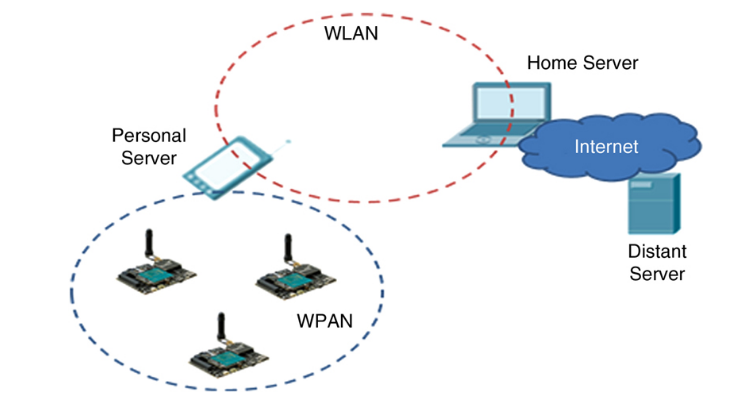 WLAN
Home Server
Personal
Server
Internet
Distant
Server
WPAN